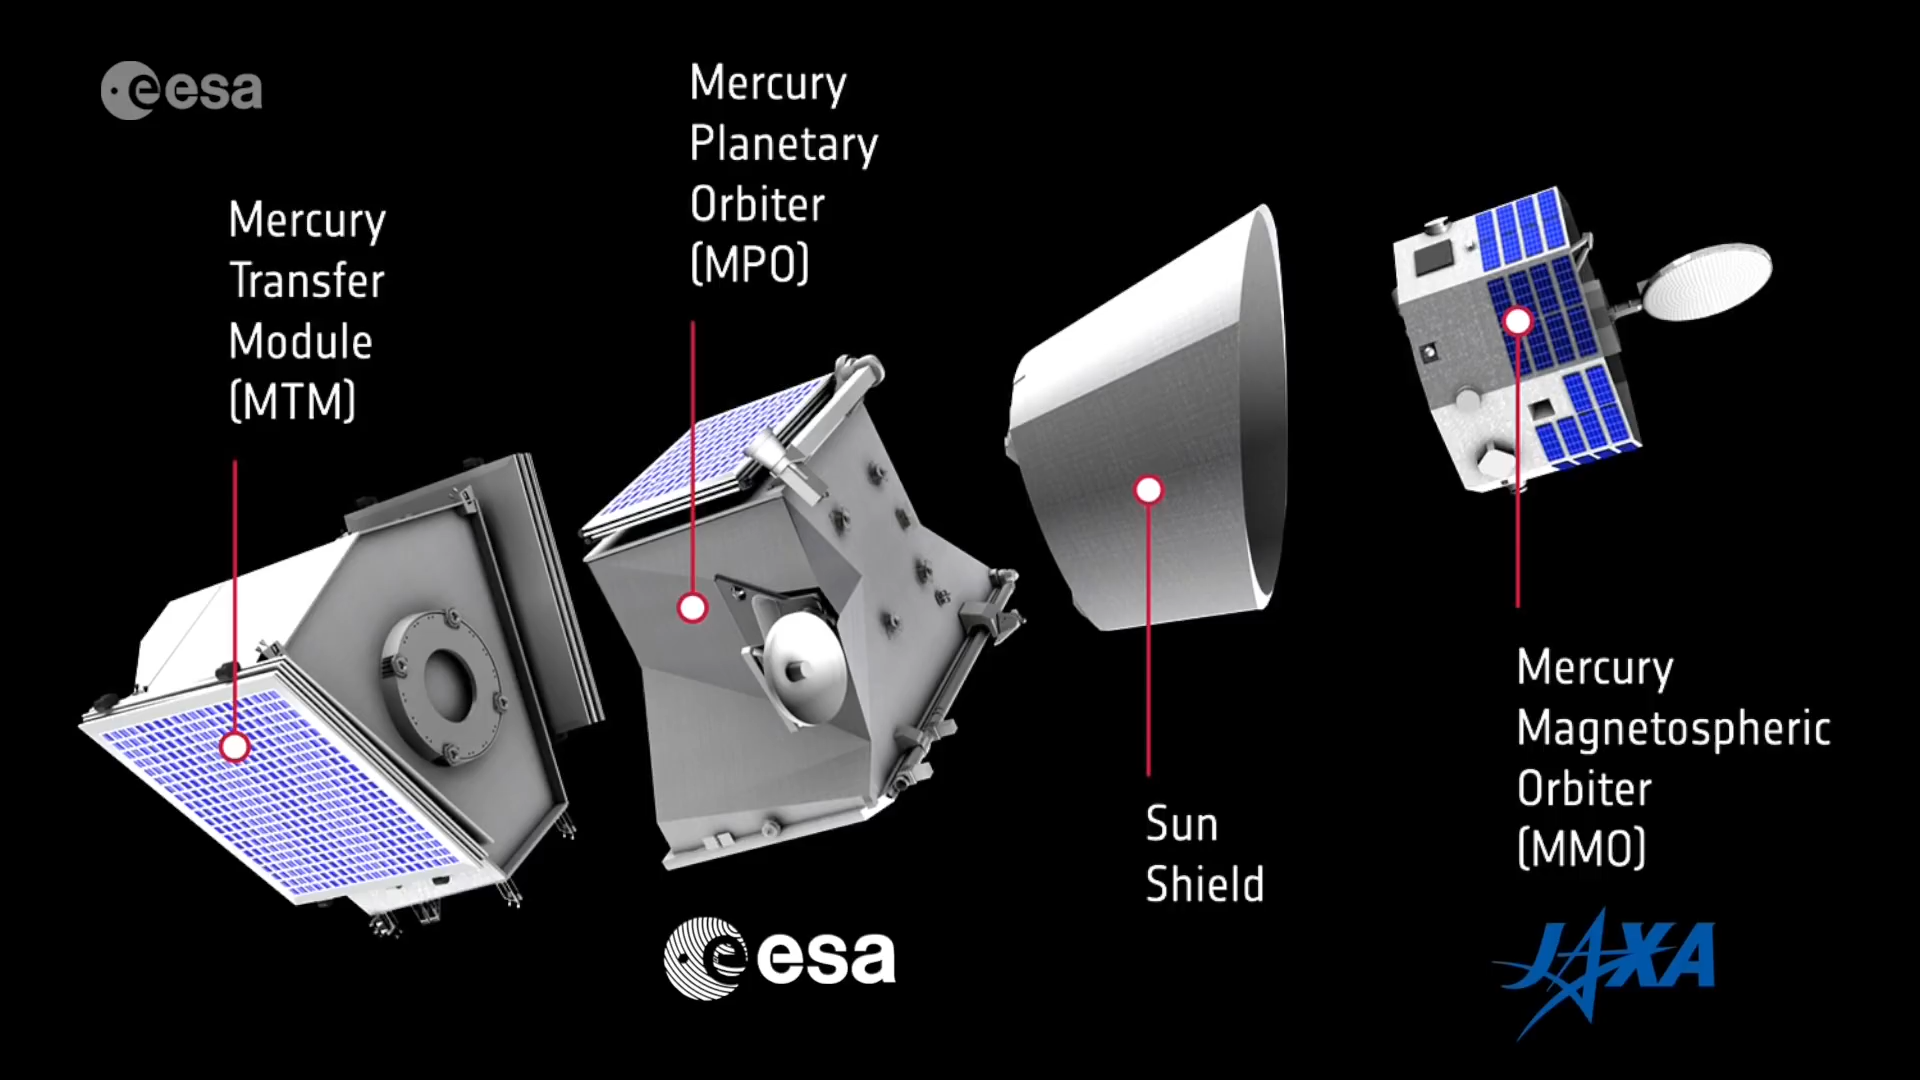 esa
Mercury
Transfer
Module
(MTM)
Mercury
Planetary
Orbiter
(MPO)
esa
Sun
Shield
Mercury
Magnetospheric
Orbiter
(MMO)
JAXA